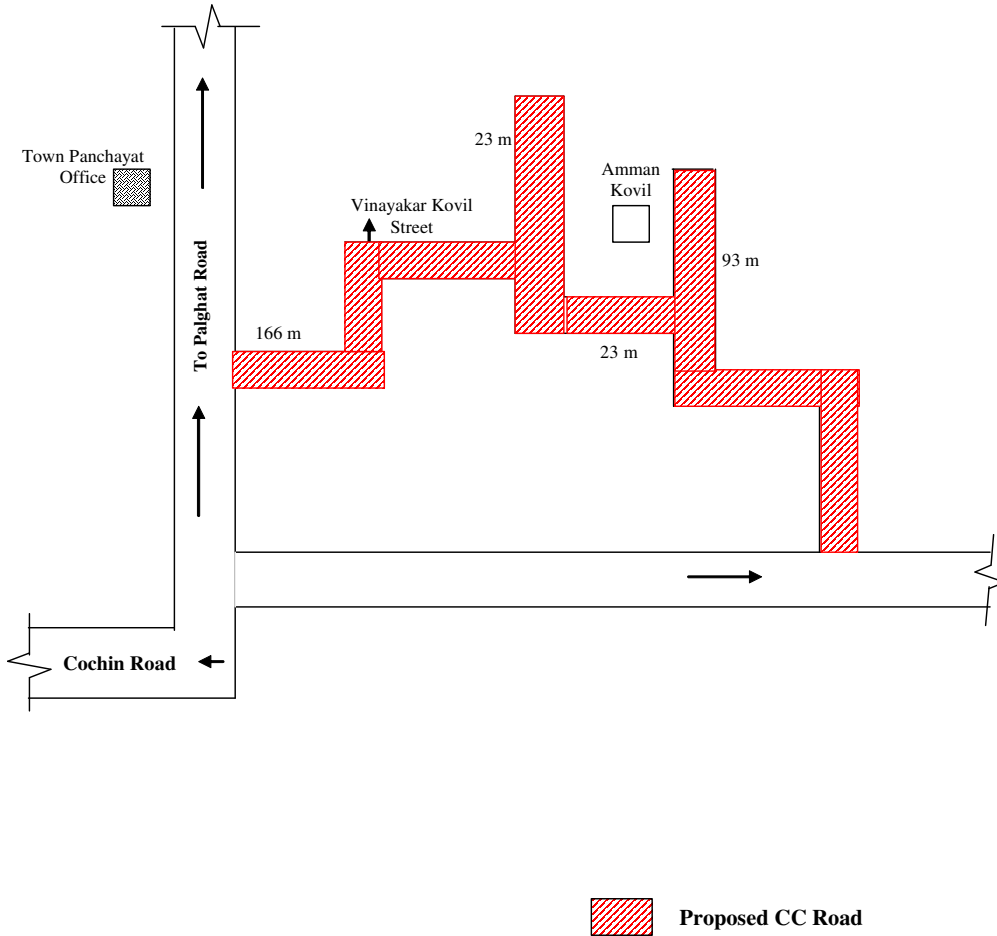 23 m
Town Panchayat
Office
Amman
Kovil
Vinayakar Kovil
Street
93 m
To Palghat Road
166 m
23 m
Cochin Road
Proposed CC Road